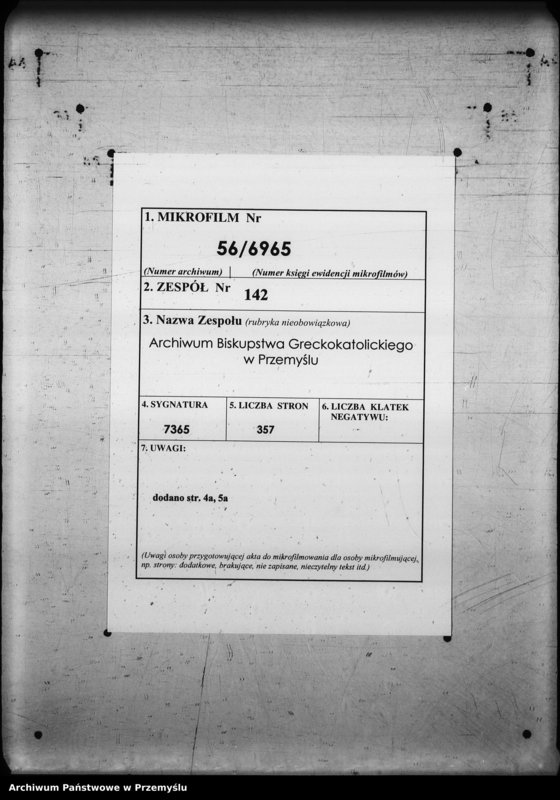 1. MIKROFILM Nr
56/6965
(Numer archiwum) | (Numer księgi ewidencji mikrofilmów)
2. ZESPÓŁ Nr 142
3. Nazwa Zespołu (rubryka nieobowiązkowa)
Archiwum Biskupstwa Greckokatolickiego
w Przemyślu
4. SYGNATURA
7365
5. LICZBA STRON
357
6. LICZBA KLATEK
NEGATYWU:
7. UWAGI:
dodano str. 4a, 5a
(Uwagi osoby przygotowującej akta do mikrofilmowania dla osoby mikrofilmującej,
np. strony: dodatkowe, brakujące, nie zapisane, nieczytelny tekst itd.)
Archiwum Państwowe w Przemyślu